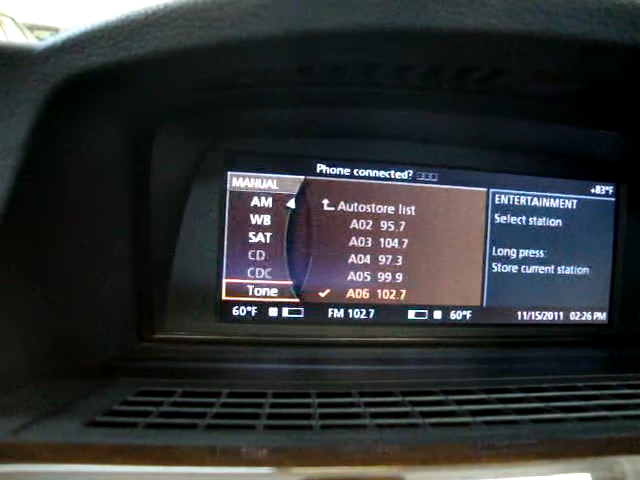 Phone connected? □□□
+83°F
MANUAL
AM
WB
SAT
CD
CDC
Tone
Autostore list
A02 95.7
A03 104.7
A04 97.3
A05 99.9
A06 102.7
ENTERTAINMENT
Select station
Long press:
Store current station
60°F
FM 102.7
60°F
11/15/2011 02:26 PM